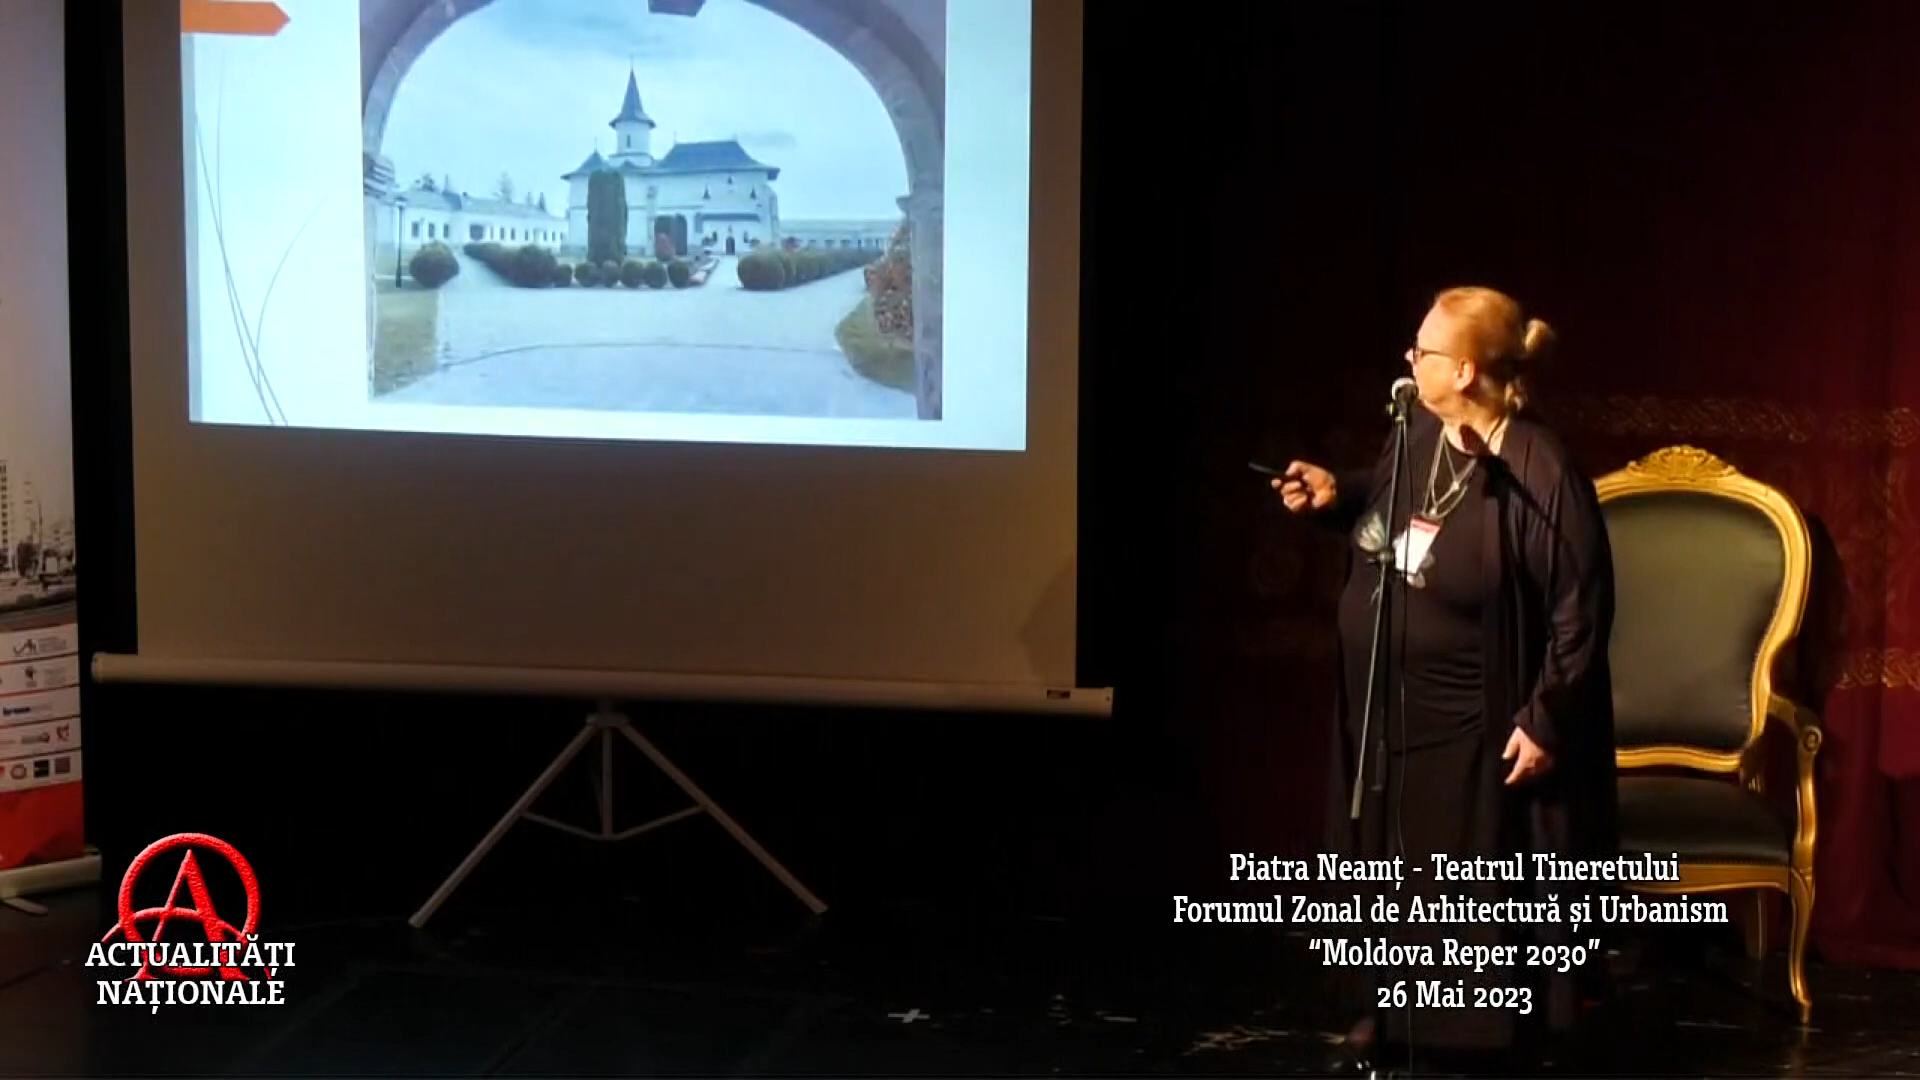 ACTUALITĂȚI
NAȚIONALE
Piatra Neamț - Teatrul Tineretului
Forumul Zonal de Arhitectură și Urbanism
“Moldova Reper 2030”
26 Mai 2023